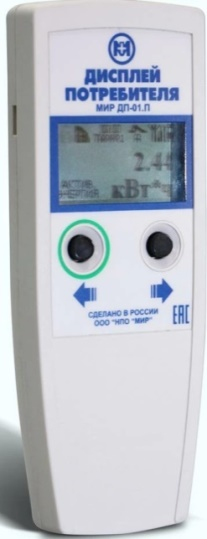 ДИСПЛЕЙ
ПОТРЕБИТЕЛЯ
МИР ДП-01.П
2.44
кВт*ч
СДЕЛАНО В РОССИИ
ООО "НПО "МИР"
EAC